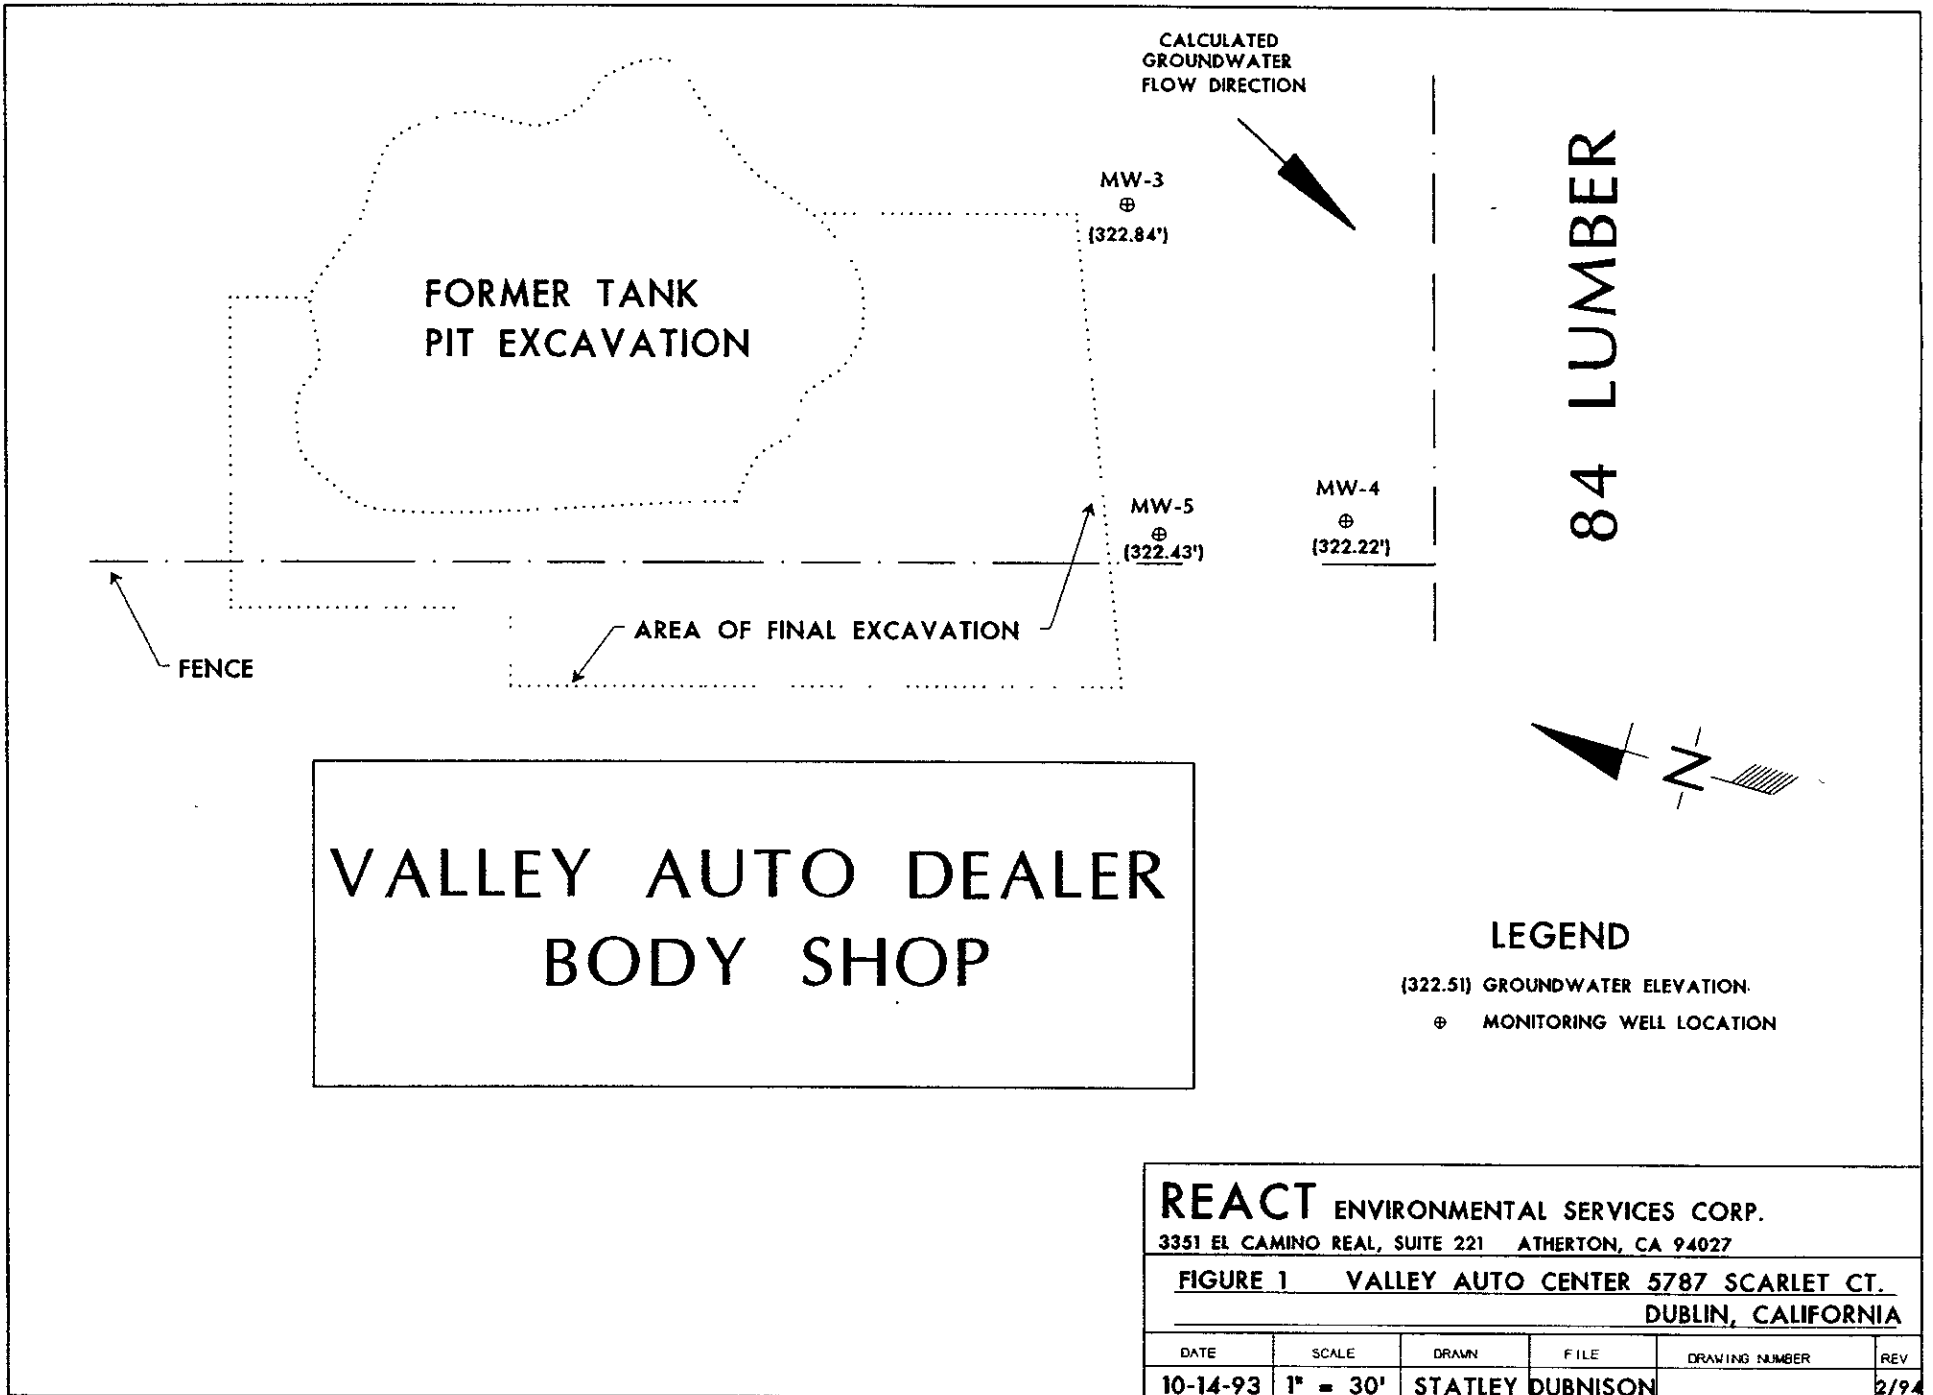 CALCULATED
GROUNDWATER
FLOW DIRECTION
MW-3
(322.84')
84 LUMBER
FORMER TANK
PIT EXCAVATION
MW-4
(322.22')
MW-5
(322.43')
AREA OF FINAL EXCAVATION
FENCE
N
VALLEY AUTO DEALER
BODY SHOP
LEGEND
(322.51) GROUNDWATER ELEVATION
⊕ MONITORING WELL LOCATION
REACT ENVIRONMENTAL SERVICES CORP.
3351 EL CAMINO REAL, SUITE 221 ATHERTON, CA 94027
FIGURE 1 VALLEY AUTO CENTER 5787 SCARLET CT.
DUBLIN, CALIFORNIA
DATE SCALE DRAWN FILE DRAWING NUMBER REV
10-14-93 1" = 30' STATLEY DUBNISON 2/94